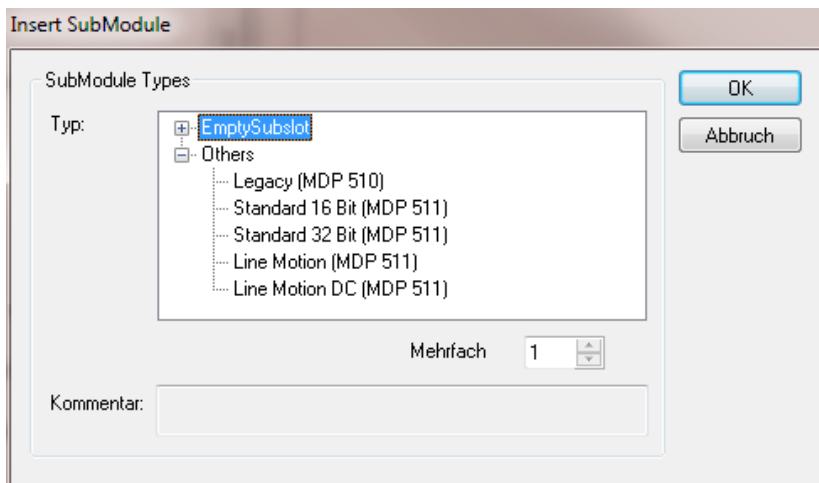 Insert SubModule
SubModule Types
OK
Typ:
EmptySubslot
Abbruch
Others
Legacy (MDP 510)
Standard 16 Bit (MDP 511)
Standard 32 Bit (MDP 511)
Line Motion (MDP 511)
Line Motion DC (MDP 511)
Mehrfach 1
Kommentar: